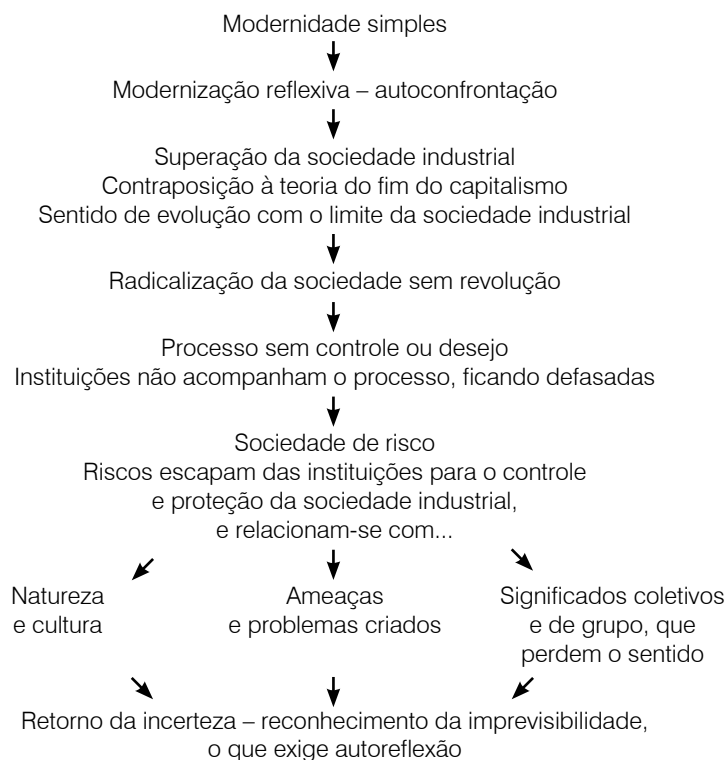 Modernidade simples
Modernização reflexiva – autoconfrontação
Superação da sociedade industrial
Contraposição à teoria do fim do capitalismo
Sentido de evolução com o limite da sociedade industrial
Radicalização da sociedade sem revolução
Processo sem controle ou desejo
Instituições não acompanham o processo, ficando defasadas
Sociedade de risco
Riscos escapam das instituições para o controle
e proteção da sociedade industrial,
e relacionam-se com...
Natureza
e cultura
Ameaças
e problemas criados
Significados coletivos
e de grupo, que
perdem o sentido
Retorno da incerteza – reconhecimento da imprevisibilidade,
o que exige autoreflexão